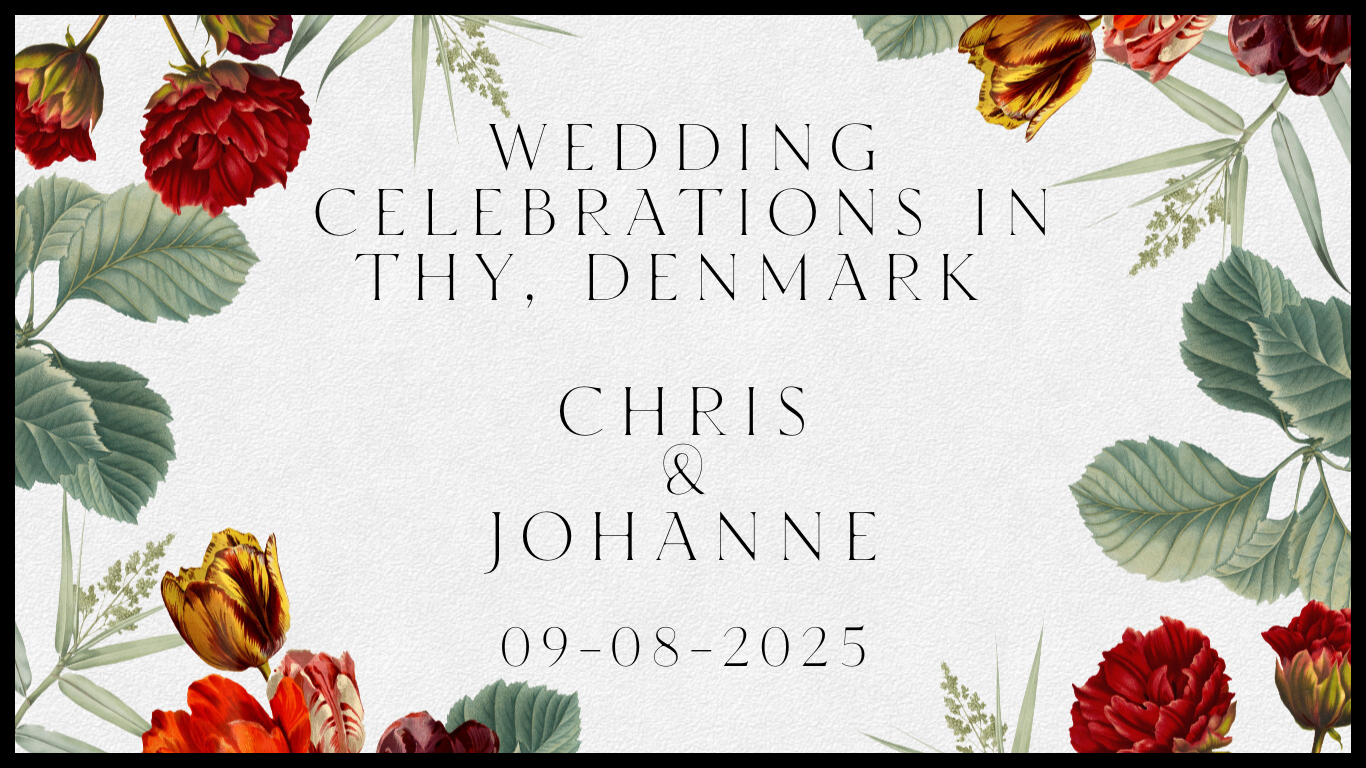 WEDDING
CELEBRATIONS IN
THY, DENMARK
CHRIS
&
JOHANNE
09-08-2025